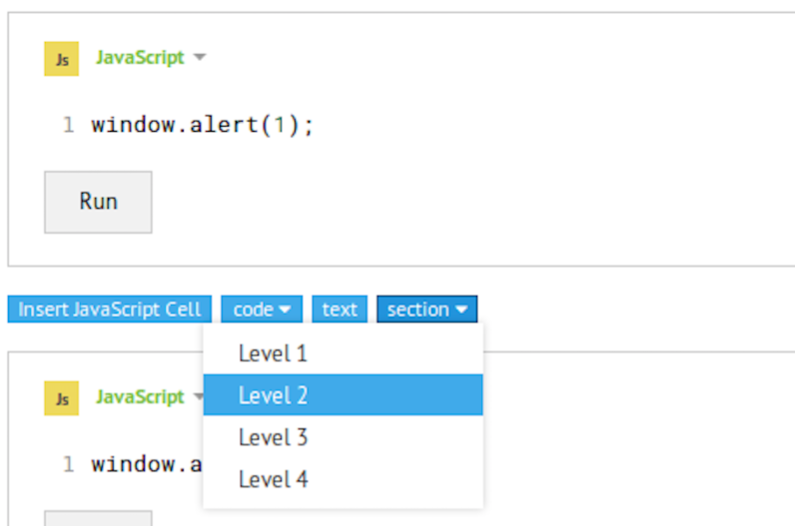 Js JavaScript
1 window.alert(1);
Run
Insert JavaScript Cell code text section
Level 1
Level 2
Level 3
Level 4
Js JavaScript
1 window.a